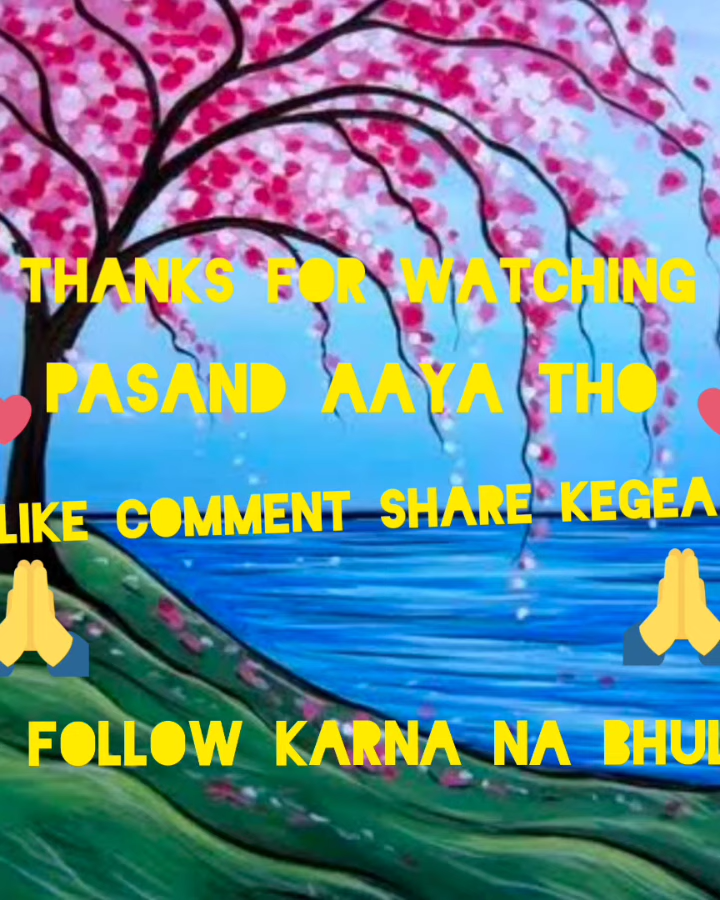 THANKS FOR WATCHING
PASAND AAYA THO
LIKE COMMENT SHARE KEGEA
FOLLOW KARNA NA BHUL